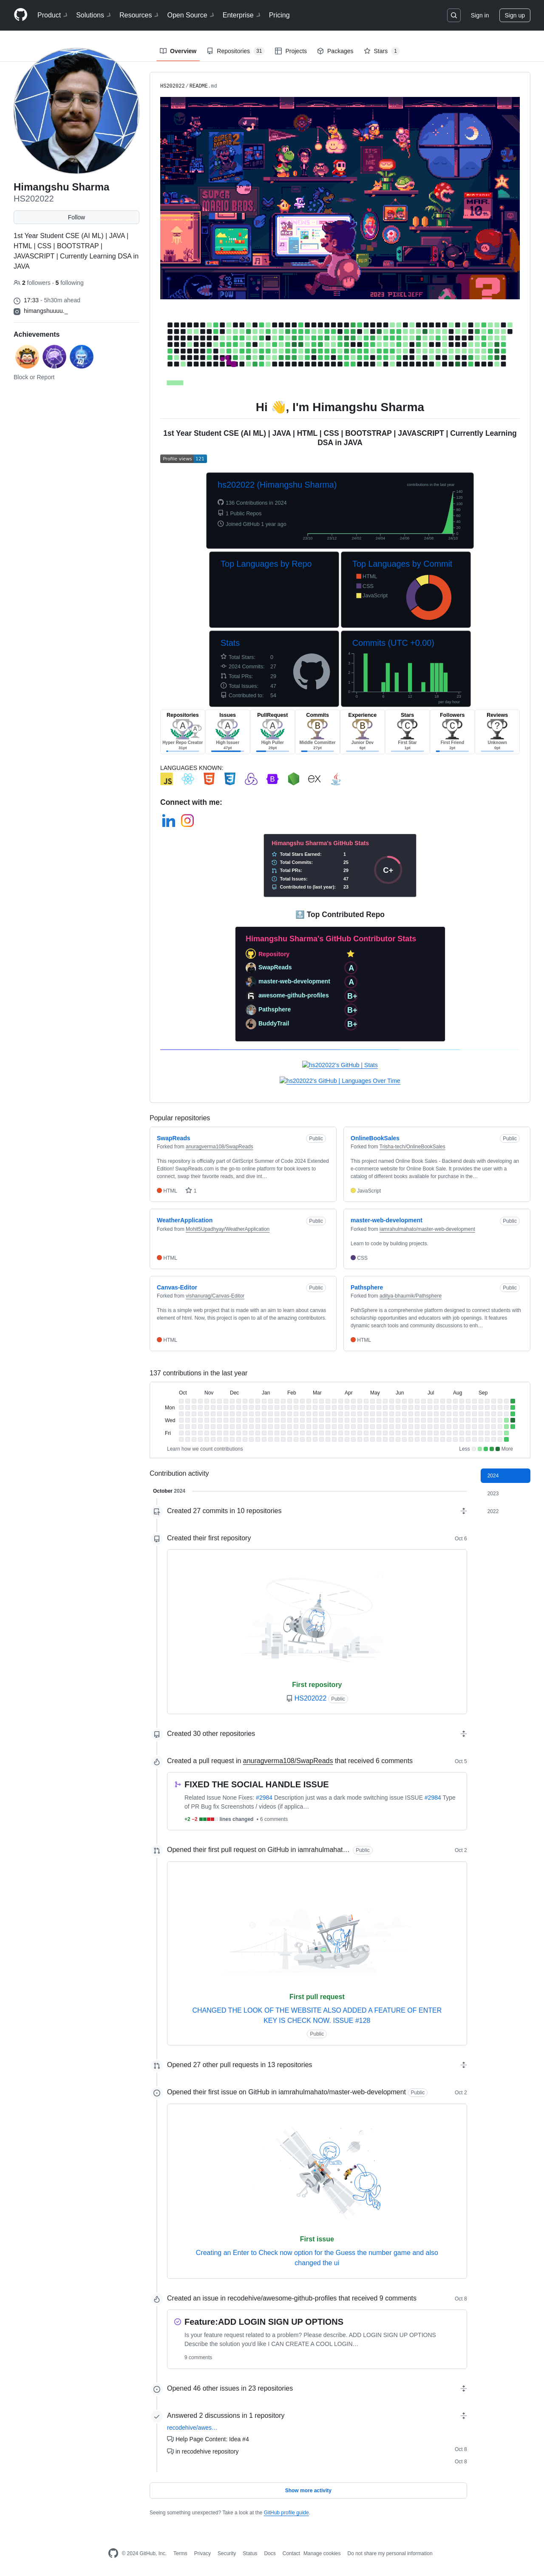 Product Solutions Resources Open Source Enterprise Pricing Sign in Sign up
Overview Repositories 31 Projects Packages Stars 1
Himangshu Sharma
HS202022
Follow
1st Year Student CSE (AI ML) | JAVA |
HTML | CSS | BOOTSTRAP |
JAVASCRIPT | Currently Learning DSA in
JAVA
2 followers · 5 following
17:33 - 5h30m ahead
himangshuuuu._
Achievements
Block or Report
HS202022 / README.md
SUPER MARIO BROS.
2023 PIXELJEFF
MAR
Hi 👋, I'm Himangshu Sharma
1st Year Student CSE (AI ML) | JAVA | HTML | CSS | BOOTSTRAP | JAVASCRIPT | Currently Learning
DSA in JAVA
Profile views 121
hs202022 (Himangshu Sharma)
contributions in the last year
136 Contributions in 2024
1 Public Repos
Joined GitHub 1 year ago
Top Languages by Repo
Top Languages by Commit
HTML
CSS
JavaScript
Stats
Total Stars: 0
2024 Commits: 27
Total PRs: 29
Total Issues: 47
Contributed to: 54
Commits (UTC +0.00)
per day hour
Repositories Issues PullRequest Commits Experience Stars Followers Reviews
Hyper Repo Creator High Issuer High Puller Middle Committer Junior Dev First Star First Friend Unknown
LANGUAGES KNOWN:
JS B ex
Connect with me:
Himangshu Sharma's GitHub Stats
Total Stars Earned: 1
Total Commits: 25
Total PRs: 29
Total Issues: 47
Contributed to (last year): 23
C+
🔝 Top Contributed Repo
Himangshu Sharma's GitHub Contributor Stats
Repository
SwapReads A
master-web-development A
awesome-github-profiles B+
Pathsphere B+
BuddyTrail B+
hs202022's GitHub | Stats
hs202022's GitHub | Languages Over Time
Popular repositories
SwapReads Public
Forked from anuragverma108/SwapReads
This repository is officially part of GirlScript Summer of Code 2024 Extended
Edition! SwapReads.com is the go-to online platform for book lovers to
connect, swap their favorite reads, and dive int…
HTML 1
OnlineBookSales Public
Forked from Trisha-tech/OnlineBookSales
This project named Online Book Sales - Backend deals with developing an
e-commerce website for Online Book Sale. It provides the user with a
catalog of different books available for purchase in the…
JavaScript
WeatherApplication Public
Forked from MohitSUpadhyay/WeatherApplication
HTML
master-web-development Public
Forked from iamrahulmahato/master-web-development
Learn to code by building projects.
CSS
Canvas-Editor Public
Forked from vishanurag/Canvas-Editor
This is a simple web project that is made with an aim to learn about canvas
element of html. Now, this project is open to all of the amazing contributors.
HTML
Pathsphere Public
Forked from aditya-bhaumik/Pathsphere
PathSphere is a comprehensive platform designed to connect students with
scholarship opportunities and educators with job openings. It features
dynamic search tools and community discussions to enh…
HTML
137 contributions in the last year
Oct Nov Dec Jan Feb Mar Apr May Jun Jul Aug Sep
Mon
Wed
Fri
Learn how we count contributions Less More
Contribution activity
2024
2023
2022
October 2024
Created 27 commits in 10 repositories
Created their first repository Oct 6
First repository
HS202022 Public
Created 30 other repositories
Created a pull request in anuragverma108/SwapReads that received 6 comments Oct 5
FIXED THE SOCIAL HANDLE ISSUE
Related Issue None Fixes: #2984 Description just was a dark mode switching issue ISSUE #2984 Type
of PR Bug fix Screenshots / videos (if applica…
+2 −2 lines changed • 6 comments
Opened their first pull request on GitHub in iamrahulmahat… Public Oct 2
First pull request
CHANGED THE LOOK OF THE WEBSITE ALSO ADDED A FEATURE OF ENTER
KEY IS CHECK NOW. ISSUE #128
Public
Opened 27 other pull requests in 13 repositories
Opened their first issue on GitHub in iamrahulmahato/master-web-development Public Oct 2
First issue
Creating an Enter to Check now option for the Guess the number game and also
changed the ui
Created an issue in recodehive/awesome-github-profiles that received 9 comments Oct 8
Feature:ADD LOGIN SIGN UP OPTIONS
Is your feature request related to a problem? Please describe. ADD LOGIN SIGN UP OPTIONS
Describe the solution you'd like I CAN CREATE A COOL LOGIN…
9 comments
Opened 46 other issues in 23 repositories
Answered 2 discussions in 1 repository
recodehive/awes…
Help Page Content: Idea #4
Oct 8
in recodehive repository
Oct 8
Show more activity
Seeing something unexpected? Take a look at the GitHub profile guide.
© 2024 GitHub, Inc. Terms Privacy Security Status Docs Contact Manage cookies Do not share my personal information